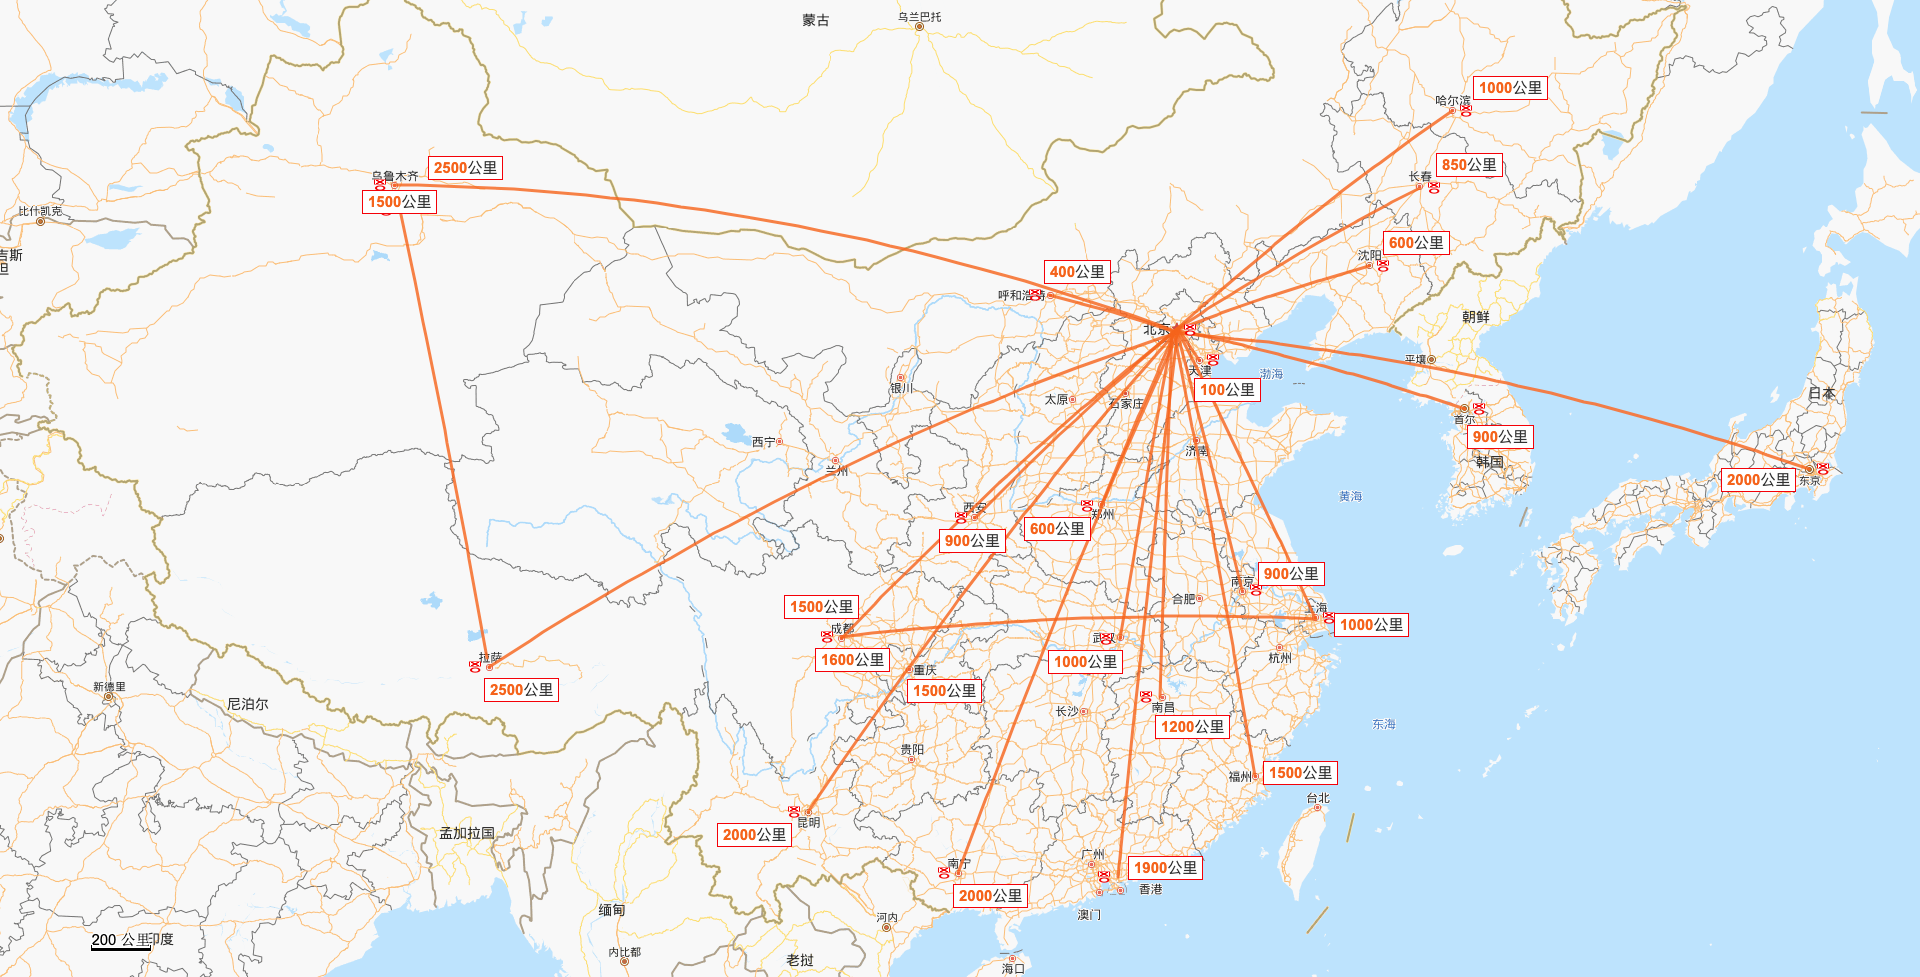 蒙古
乌兰巴托
哈尔滨
1000公里
乌鲁木齐
2500公里
1500公里
长春
850公里
比什凯克
吉斯
坦
沈阳
600公里
400公里
呼和浩特
北京
朝鲜
平壤
天津
渤海
100公里
银川
太原
石家庄
日本
首尔
900公里
韩国
西宁
兰州
济南
东京
2000公里
黄海
西安
900公里
郑州
600公里
南京
900公里
合肥
上海
1000公里
1500公里
成都
1600公里
武汉
1000公里
杭州
拉萨
2500公里
重庆
1500公里
新德里
尼泊尔
长沙
南昌
1200公里
东海
贵阳
福州
1500公里
台北
孟加拉国
昆明
2000公里
南宁
2000公里
广州
1900公里
香港
澳门
缅甸
河内
200 公里
印度
内比都
老挝
海口